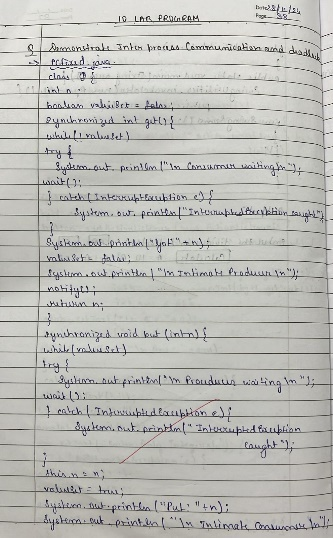 10 LAB PROGRAM
Date 28/12/24
Page 38
Q Demonstrate Inter process Communication and deadlock
→ PCfixed.java
class Q {
int n;
boolean valueSet = false;
synchronized int get() {
while(!valueSet)
try {
System.out.println("\n Consumer waiting\n");
wait();
} catch(InterruptedException e) {
System.out.println("InterruptedException caught");
}
System.out.println("Got:"+n);
valueSet = false;
System.out.println("\n Intimate Producer\n");
notify();
return n;
}
synchronized void put (int n) {
while(valueSet)
try {
System.out.println("\n Producer waiting\n");
wait();
} catch( InterruptedException e) {
System.out.println(" InterruptedException
caught");
}
this.n = n;
valueSet = true;
System.out.println("Put: "+n);
System.out.println("\n Intimate Consumer\n");